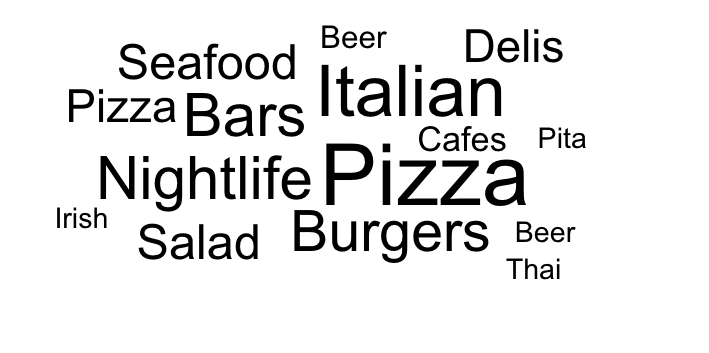 Beer
Delis
Seafood
Italian
Pizza
Bars
Cafes
Pita
Nightlife
Pizza
Irish
Salad
Burgers
Beer
Thai